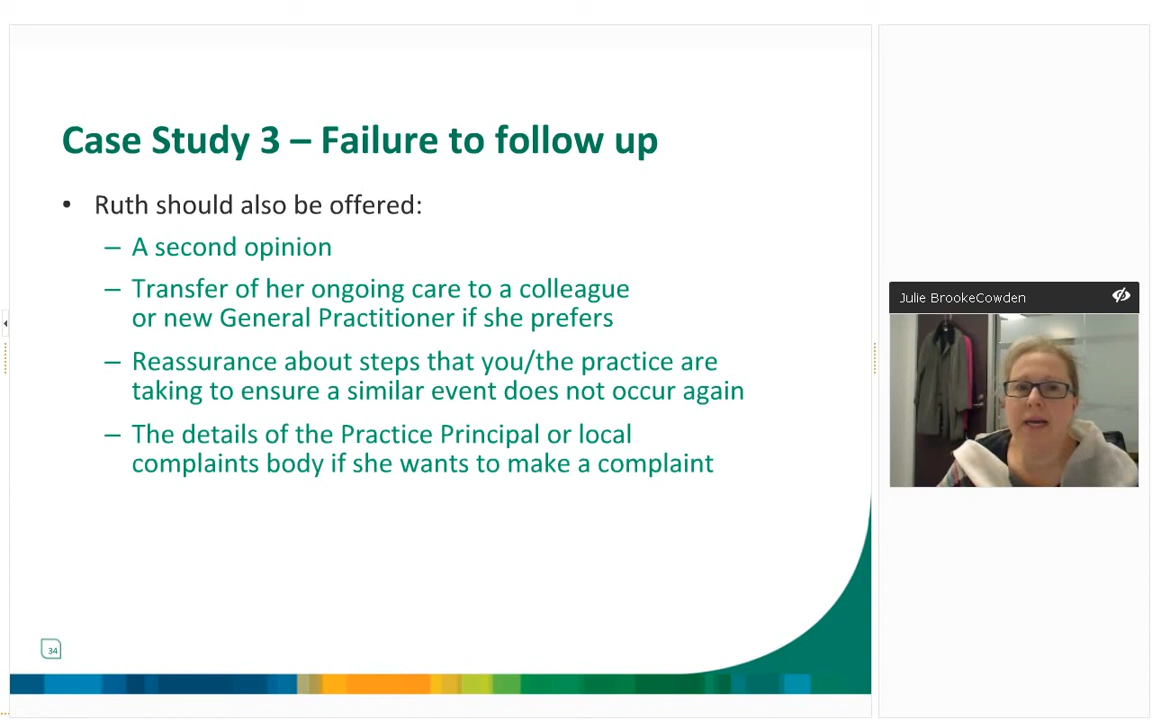 Case Study 3 – Failure to follow up
• Ruth should also be offered:
– A second opinion
– Transfer of her ongoing care to a colleague
or new General Practitioner if she prefers
– Reassurance about steps that you/the practice are
taking to ensure a similar event does not occur again
– The details of the Practice Principal or local
complaints body if she wants to make a complaint
34
Julie BrookeCowden